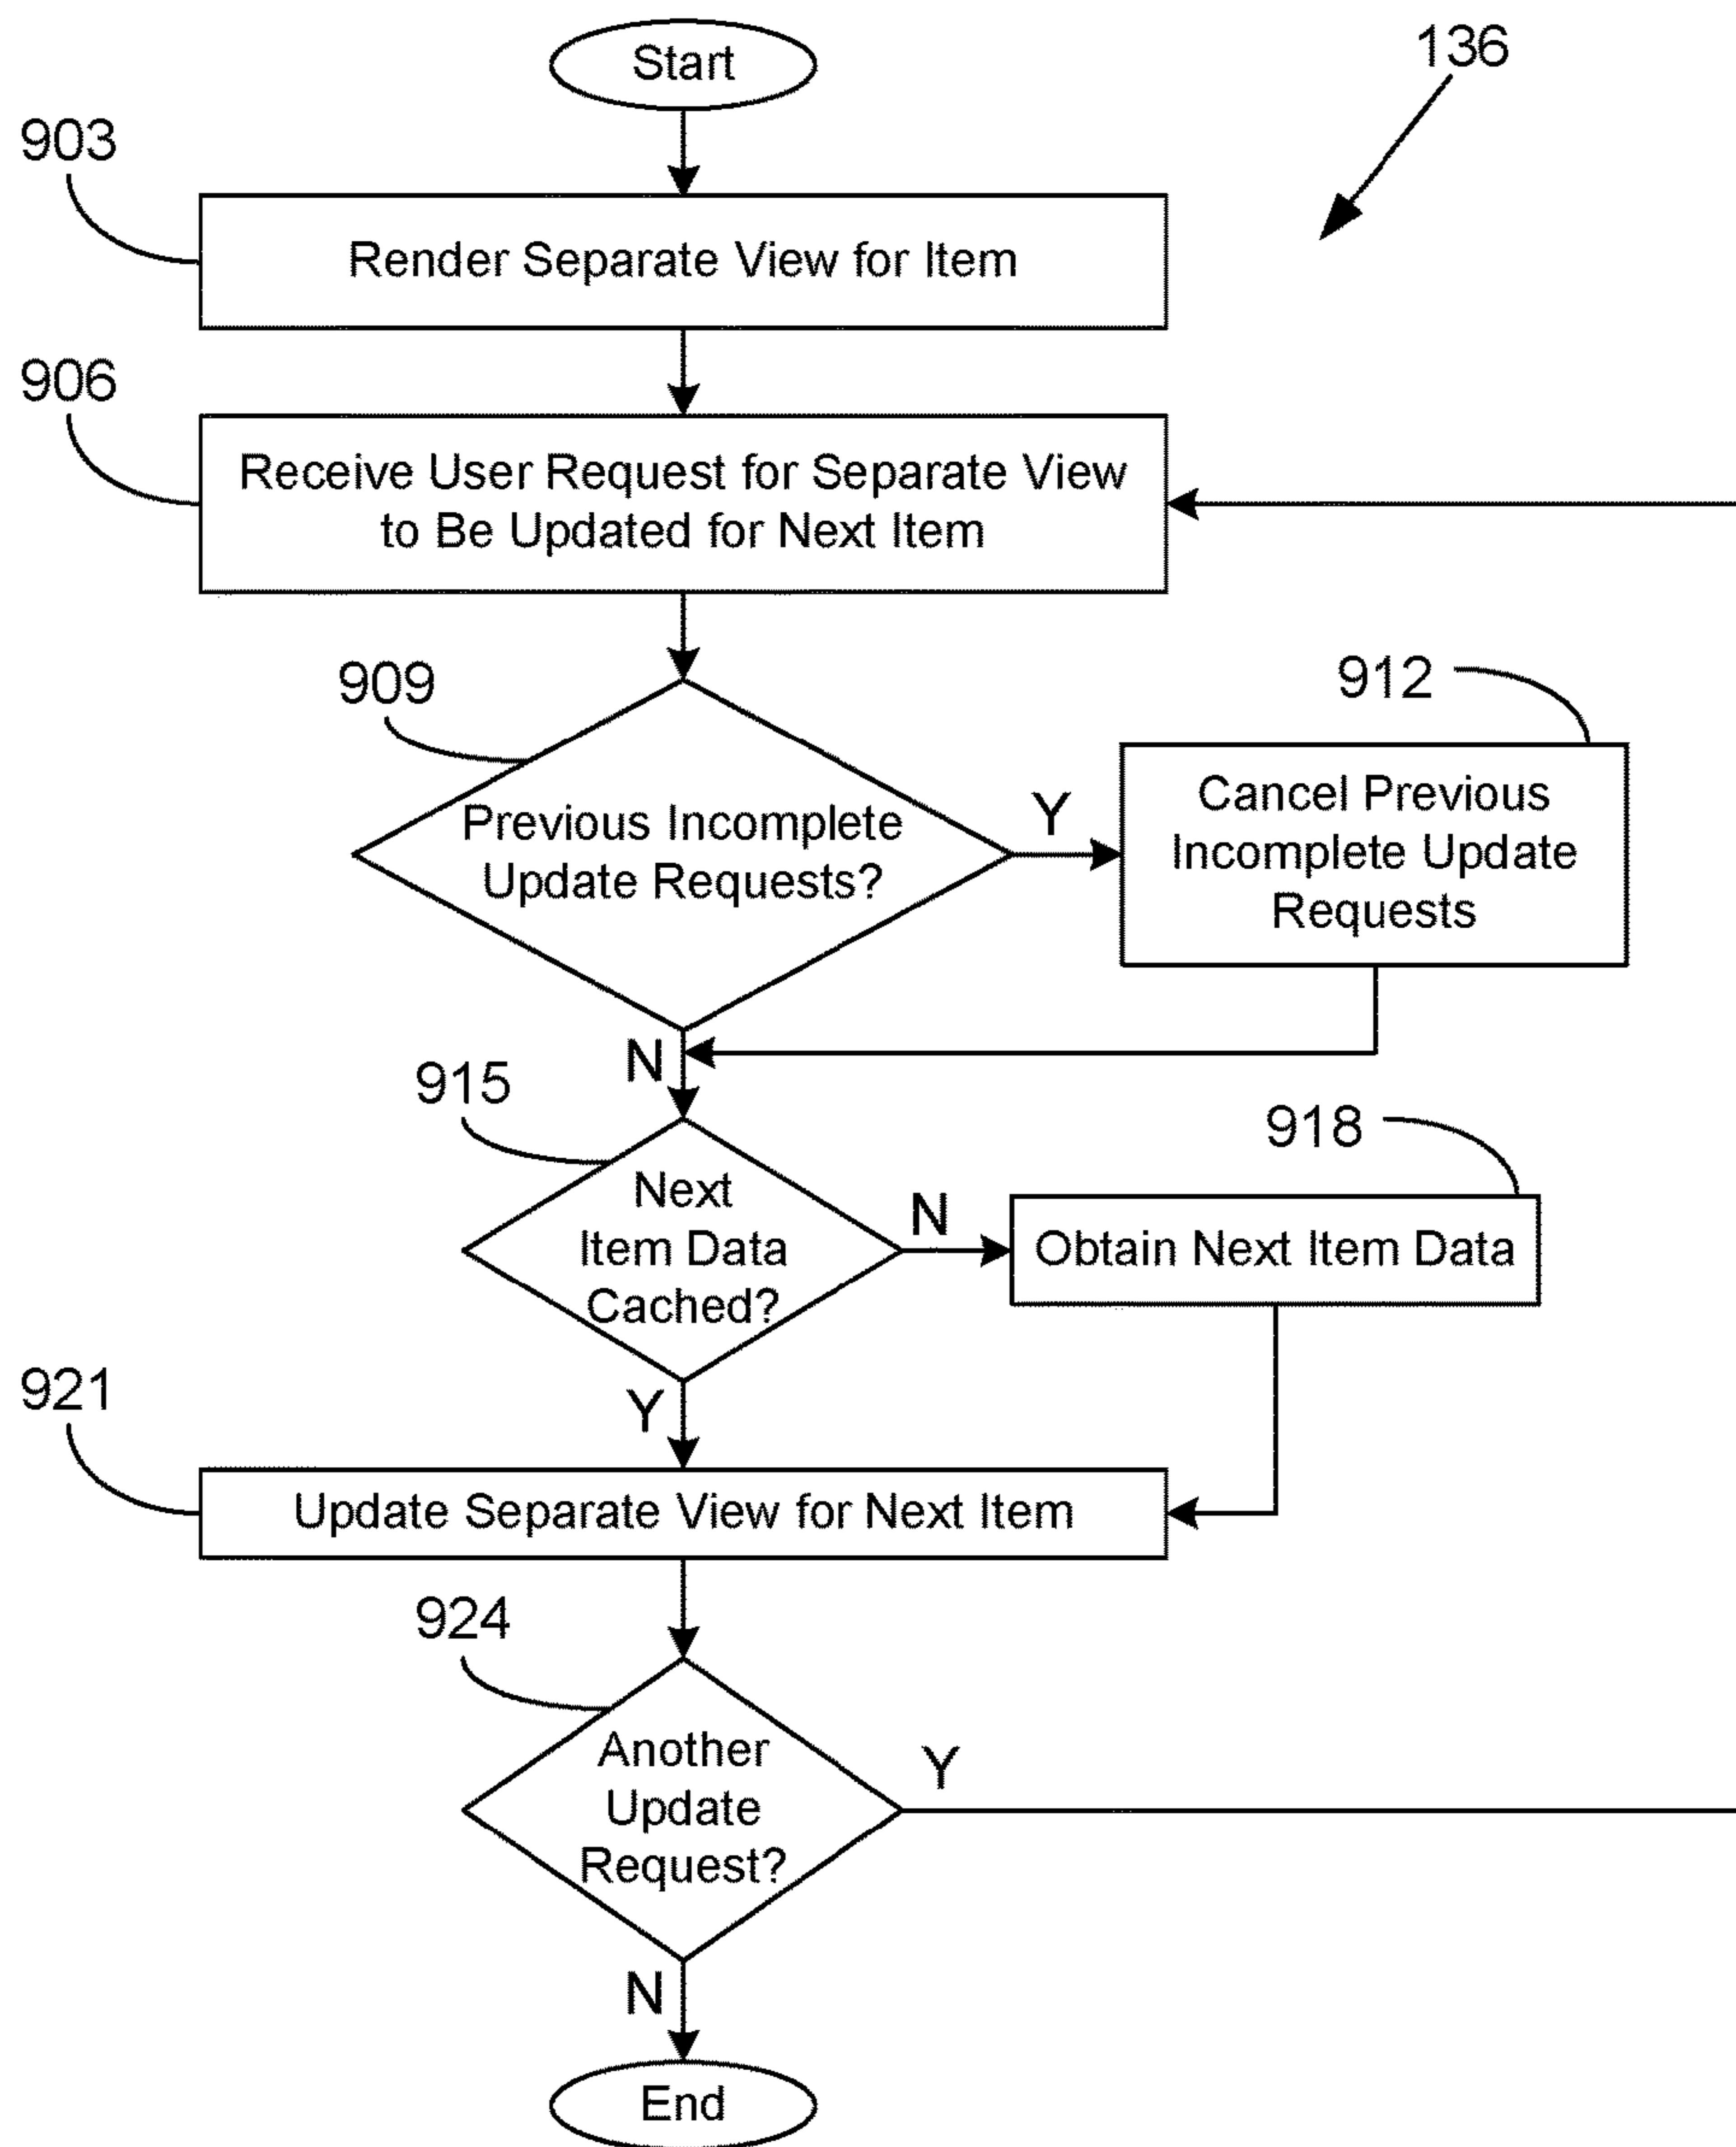 Start
136
903
Render Separate View for Item
906
Receive User Request for Separate View
to Be Updated for Next Item
909
Previous Incomplete
Update Requests?
Y
912
Cancel Previous
Incomplete Update
Requests
N
915
Next
Item Data
Cached?
N
918
Obtain Next Item Data
Y
921
Update Separate View for Next Item
924
Another
Update
Request?
Y
N
End